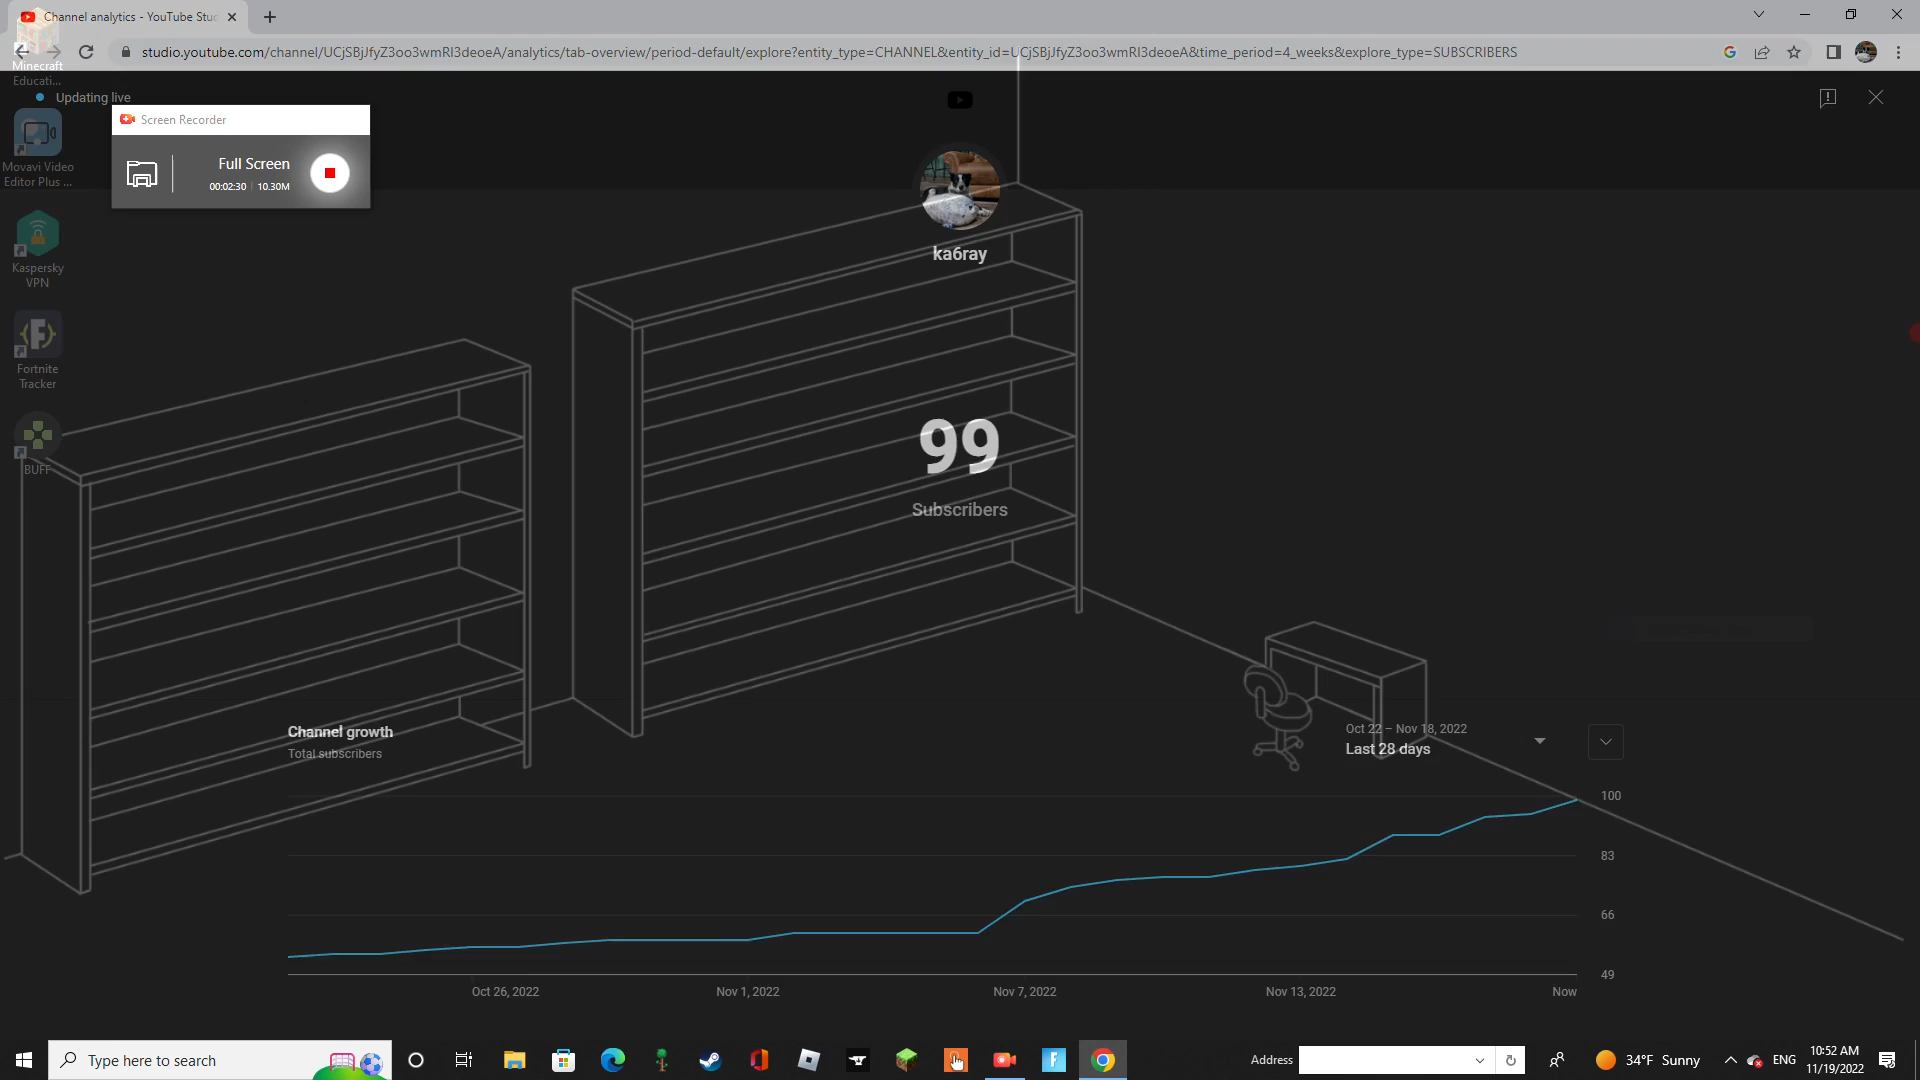 Channel analytics - YouTube Stuc
studio.youtube.com/channel/UCjSBjJfyZ3oo3wmRI3deoeA/analytics/tab-overview/period-default/explore?entity_type=CHANNEL&entity_id=UCjSBjJfyZ3oo3wmRI3deoeA&time_period=4_weeks&explore_type=SUBSCRIBERS
Minecraft
Educati...
Updating live
Screen Recorder
Full Screen
00:02:30 | 10.30M
Movavi Video
Editor Plus ...
Kaspersky
VPN
Fortnite
Tracker
BUFF
ka6ray
99
Subscribers
Channel growth
Total subscribers
Oct 22 – Nov 18, 2022
Last 28 days
100
83
66
49
Oct 26, 2022
Nov 1, 2022
Nov 7, 2022
Nov 13, 2022
Now
Type here to search
Address
34°F Sunny
ENG
10:52 AM
11/19/2022